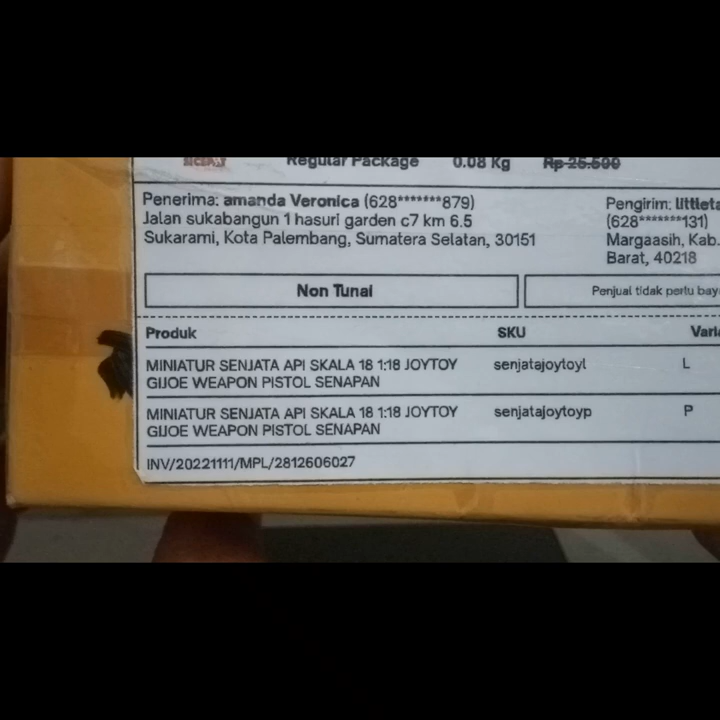 SICEPAT Regular Package 0.08 Kg Rp 25.500
Penerima: amanda Veronica (628*******879)
Jalan sukabangun 1 hasuri garden c7 km 6.5
Sukarami, Kota Palembang, Sumatera Selatan, 30151
Pengirim:
(628*******131)
Margaasih, Kab.
Barat, 40218
Non Tunai
Penjual tidak perlu
Produk SKU
MINIATUR SENJATA API SKALA 18 1:18 JOYTOY senjatajoytoyl L
GIJOE WEAPON PISTOL SENAPAN
MINIATUR SENJATA API SKALA 18 1:18 JOYTOY senjatajoytoyp P
GIJOE WEAPON PISTOL SENAPAN
INV/20221111/MPL/2812606027